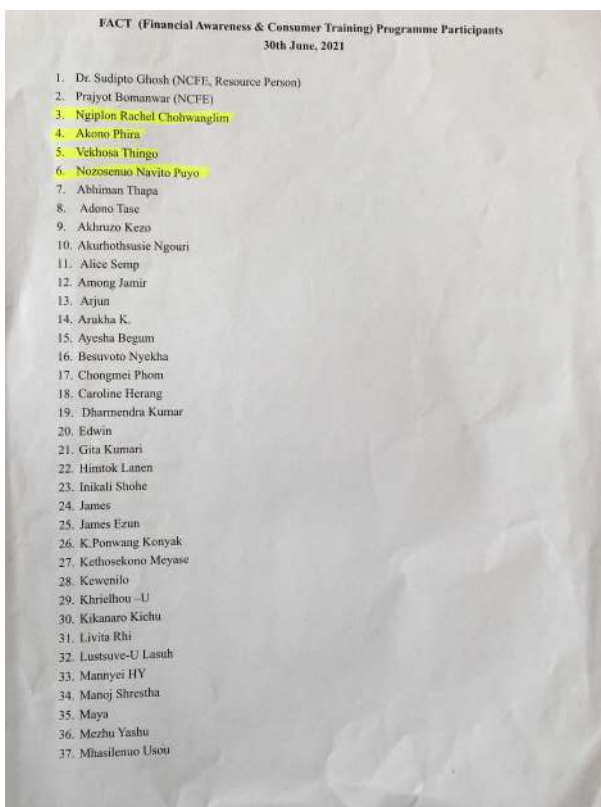 FACT (Financial Awareness & Consumer Training) Programme Participants
30th June, 2021
1. Dr. Sudipto Ghosh (NCFE, Resource Person)
2. Prajyot Bomanwar (NCFE)
3. Ngiplon Rachel Chohwanglim
4. Akono Phira
5. Vekhosa Thingo
6. Nozosenuo Navito Puyo
7. Abhiman Thapa
8. Adono Tase
9. Akhruzo Kezo
10. Akurhothsusie Ngouri
11. Alice Semp
12. Among Jamir
13. Arjun
14. Arukha K.
15. Ayesha Begum
16. Besuvoto Nyekha
17. Chongmei Phom
18. Caroline Herang
19. Dharmendra Kumar
20. Edwin
21. Gita Kumari
22. Himtok Lanen
23. Inikali Shohe
24. James
25. James Ezun
26. K.Ponwang Konyak
27. Kethosekono Meyase
28. Kewenilo
29. Khrielhou –U
30. Kikanaro Kichu
31. Livita Rhi
32. Lustsuve-U Lasuh
33. Mannyei HY
34. Manoj Shrestha
35. Maya
36. Mezhu Yashu
37. Mhasilenuo Usou